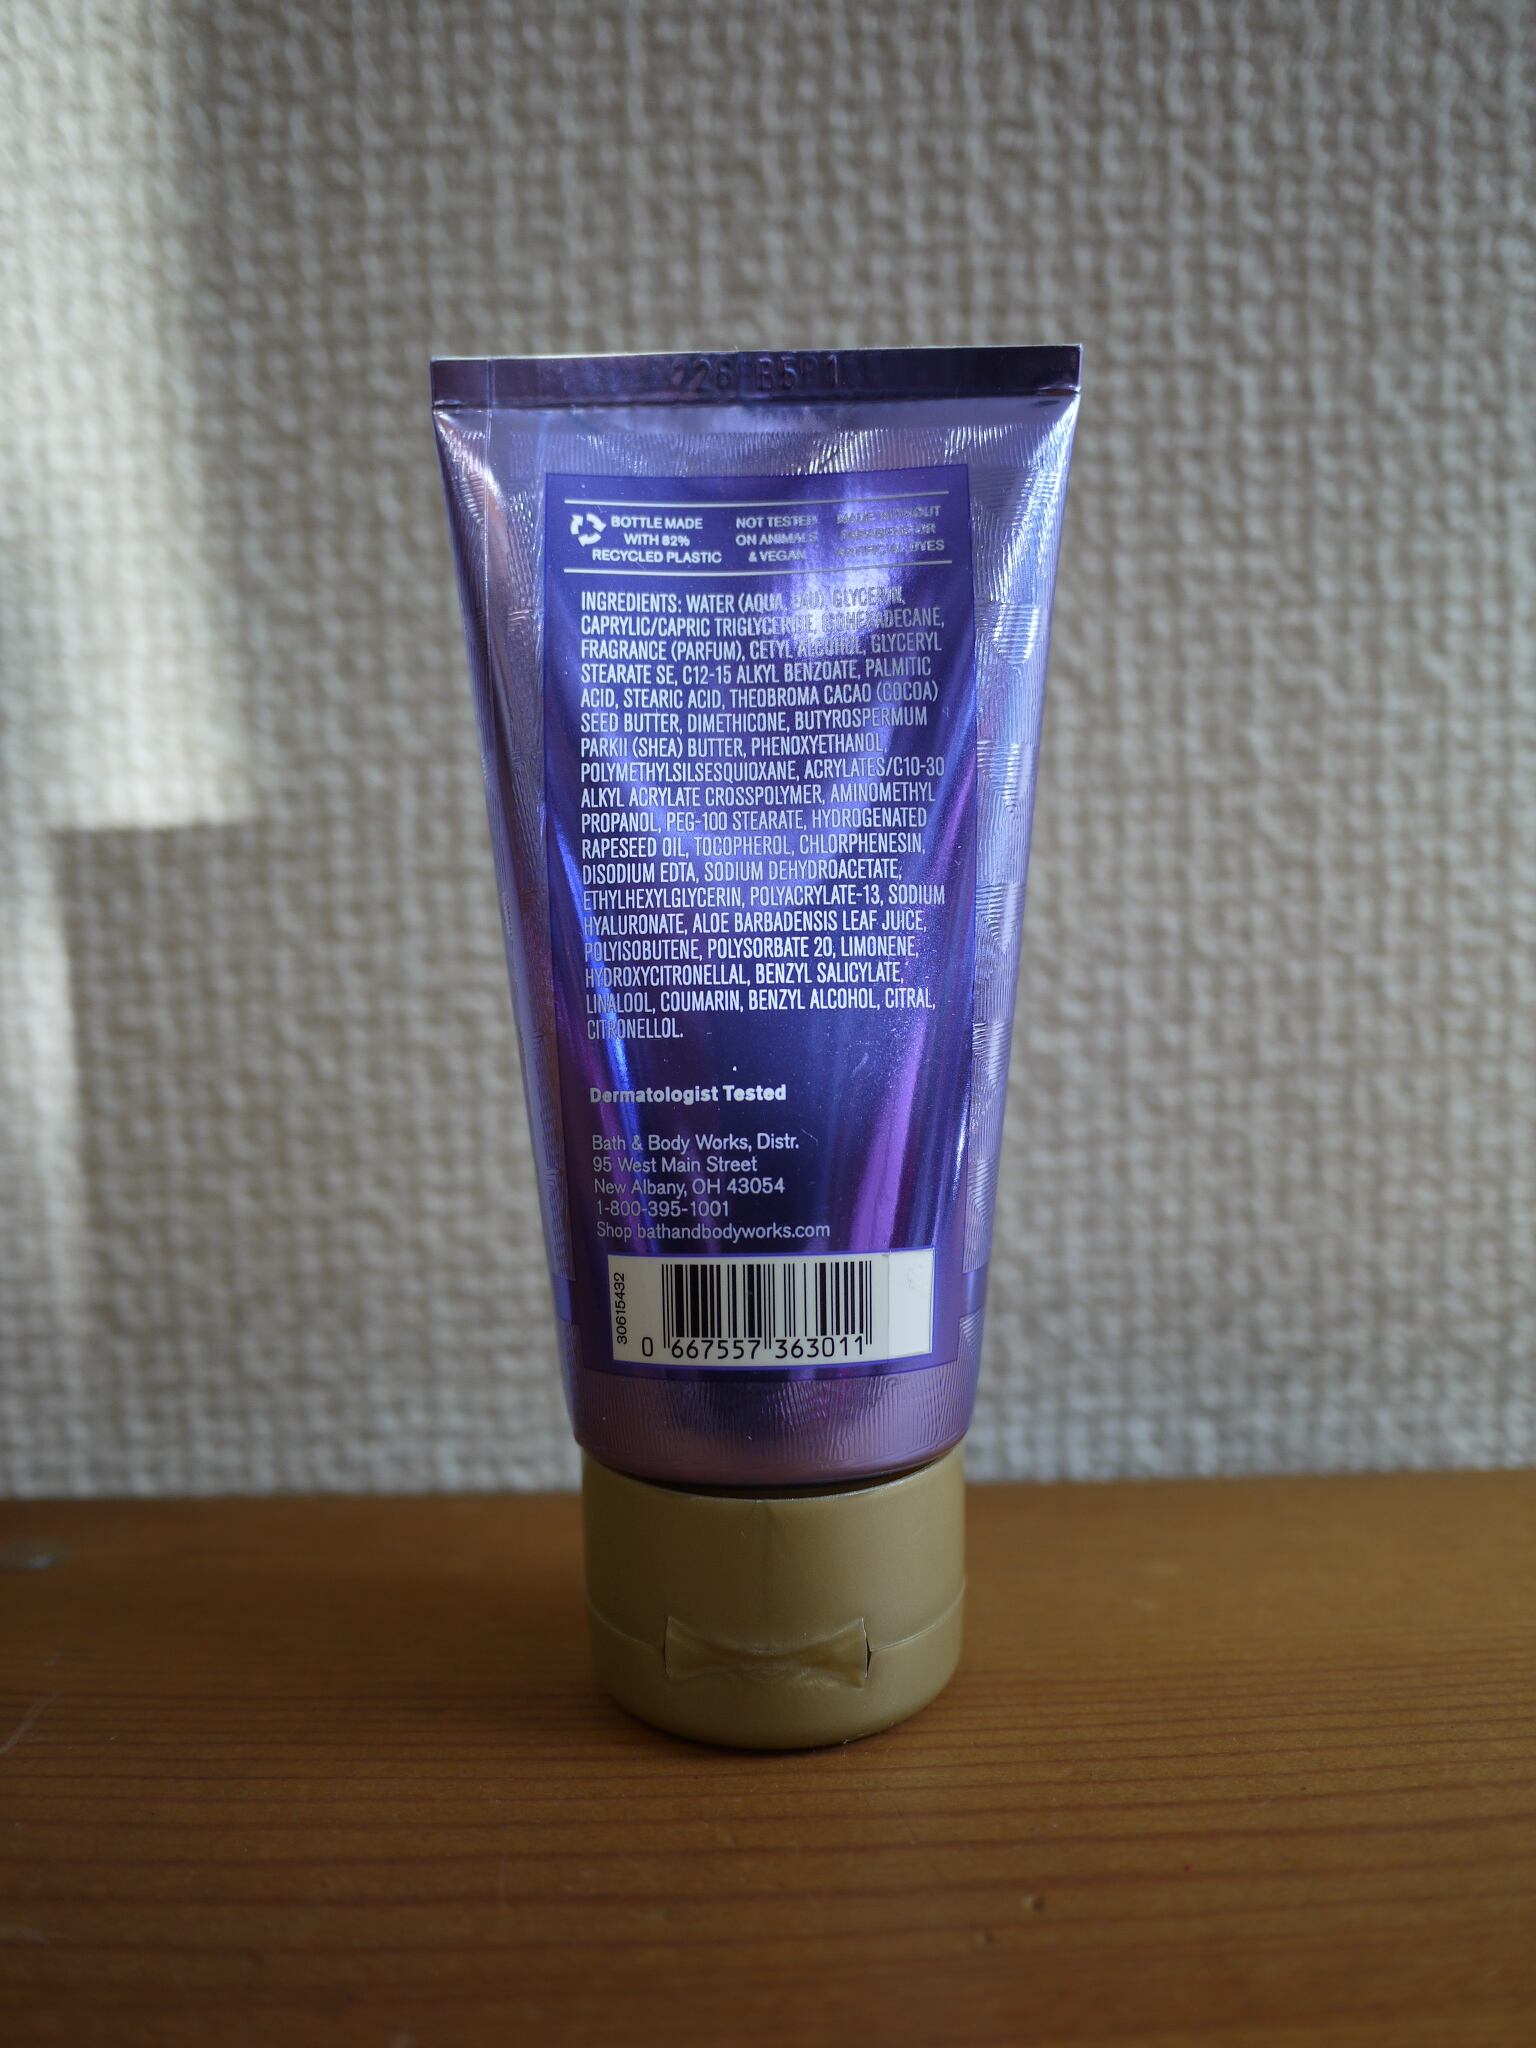 BOTTLE MADE
WITH 82%
RECYCLED PLASTIC
NOT TESTED
ON ANIMALS
& VEGAN
MADE WITHOUT
PARABENS OR
ARTIFICIAL DYES
INGREDIENTS: WATER (AQUA, EAU), GLYCERIN,
CAPRYLIC/CAPRIC TRIGLYCERIDE, ISOHEXADECANE,
FRAGRANCE (PARFUM), CETYL ALCOHOL, GLYCERYL
STEARATE SE, C12-15 ALKYL BENZOATE, PALMITIC
ACID, STEARIC ACID, THEOBROMA CACAO (COCOA)
SEED BUTTER, DIMETHICONE, BUTYROSPERMUM
PARKII (SHEA) BUTTER, PHENOXYETHANOL,
POLYMETHYLSILSESQUIOXANE, ACRYLATES/C10-30
ALKYL ACRYLATE CROSSPOLYMER, AMINOMETHYL
PROPANOL, PEG-100 STEARATE, HYDROGENATED
RAPESEED OIL, TOCOPHEROL, CHLORPHENESIN,
DISODIUM EDTA, SODIUM DEHYDROACETATE,
ETHYLHEXYLGLYCERIN, POLYACRYLATE-13, SODIUM
HYALURONATE, ALOE BARBADENSIS LEAF JUICE,
POLYISOBUTENE, POLYSORBATE 20, LIMONENE,
HYDROXYCITRONELLAL, BENZYL SALICYLATE,
LINALOOL, COUMARIN, BENZYL ALCOHOL, CITRAL,
CITRONELLOL.
Dermatologist Tested
Bath & Body Works, Distr.
95 West Main Street
New Albany, OH 43054
1-800-395-1001
Shop bathandbodyworks.com
30615432
0 667557 363011